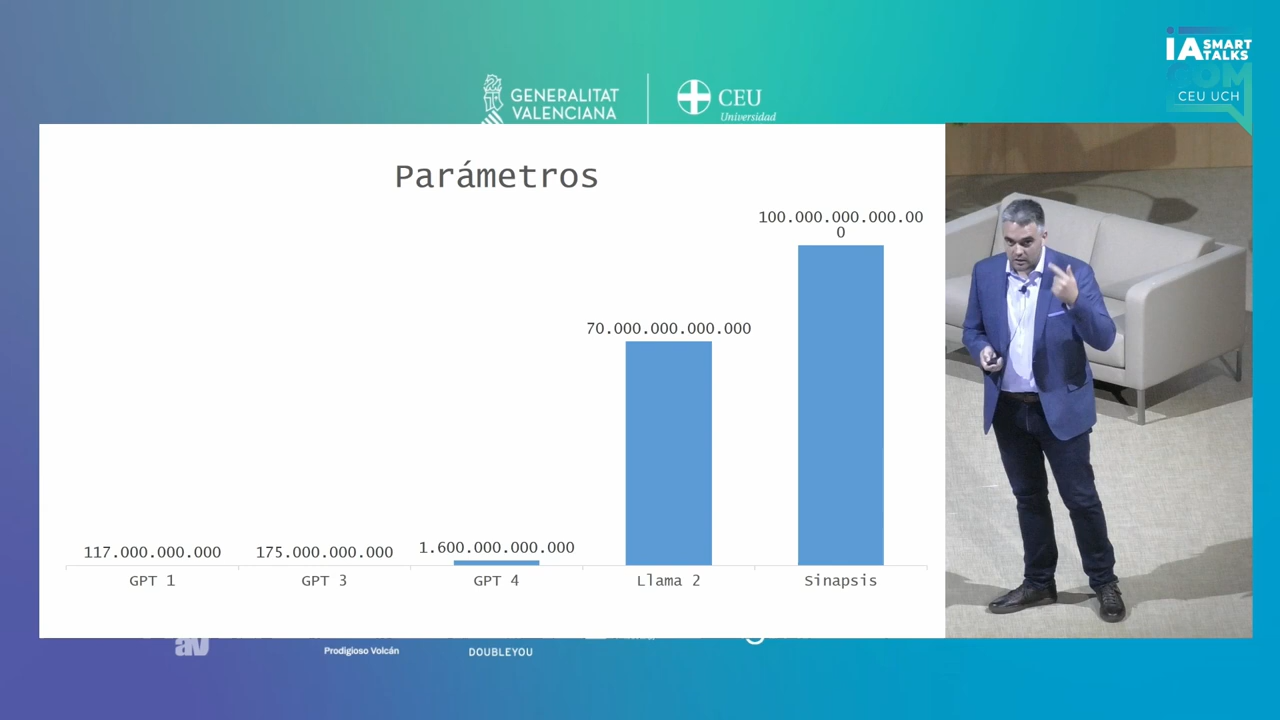 iA SMART
TALKS
COM
CEU UCH
GENERALITAT
VALENCIANA
CEU
Universidad
Parámetros
100.000.000.000.00
0
70.000.000.000.000
1.600.000.000.000
117.000.000.000
175.000.000.000
GPT 1
GPT 3
GPT 4
Llama 2
Sinapsis
av
Prodigioso Volcán
DOUBLEYOU